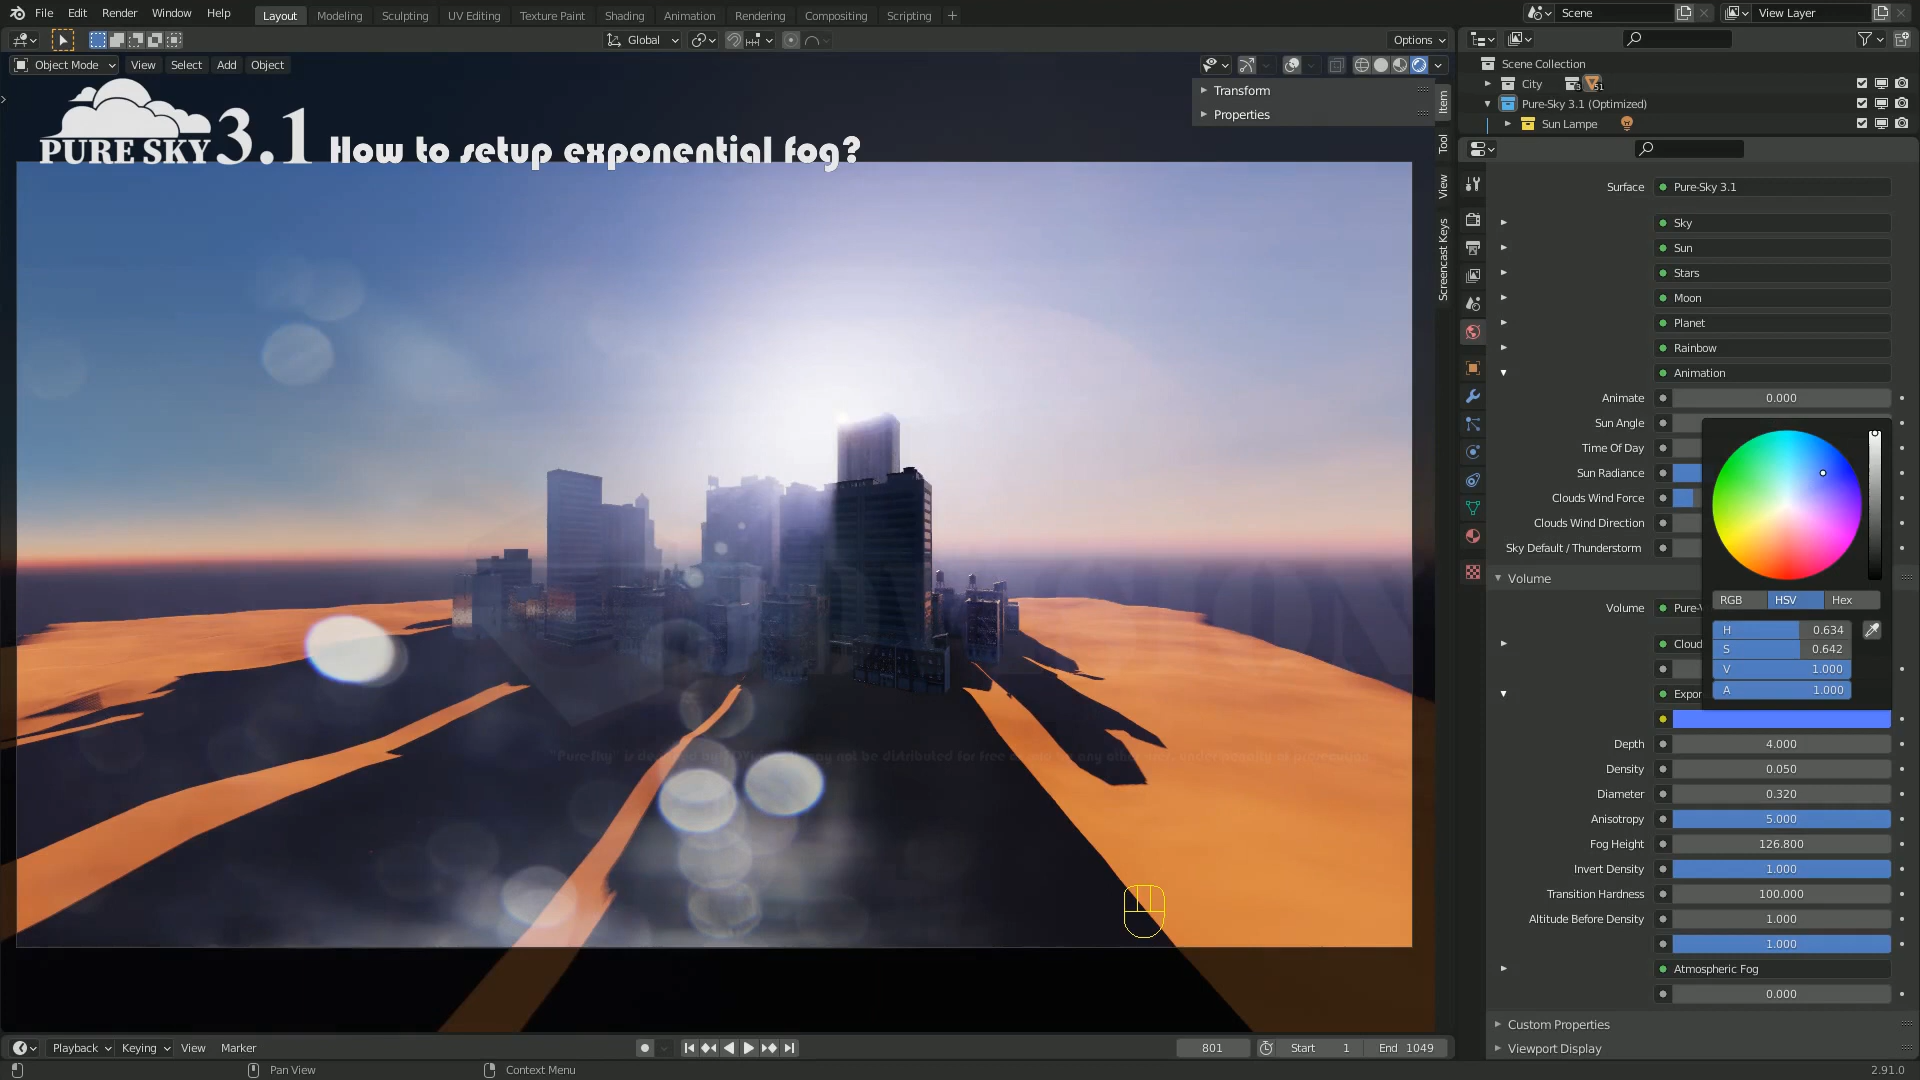 File Edit Render Window Help
Layout Modeling Sculpting UV Editing Texture Paint Shading Animation Rendering Compositing Scripting
Scene
View Layer
Global
Options
Object Mode View Select Add Object
Transform
Properties
Item
Tool
View
Screencast Keys
PURE SKY 3.1 How to setup exponential fog?
Scene Collection
City
51
Pure-Sky 3.1 (Optimized)
Sun Lampe
Surface Pure-Sky 3.1
Sky
Sun
Stars
Moon
Planet
Rainbow
Animation
Animate 0.000
Sun Angle
Time Of Day
Sun Radiance
Clouds Wind Force
Clouds Wind Direction
Sky Default / Thunderstorm
RGB HSV Hex
H 0.634
S 0.642
V 1.000
A 1.000
Volume
Volume Pure-
Cloud
Expor
Depth 4.000
Density 0.050
Diameter 0.320
Anisotropy 5.000
Fog Height 126.800
Invert Density 1.000
Transition Hardness 100.000
Altitude Before Density 1.000
1.000
Atmospheric Fog
0.000
Custom Properties
Viewport Display
Playback Keying View Marker
801
Start 1
End 1049
Pan View
Context Menu
2.91.0